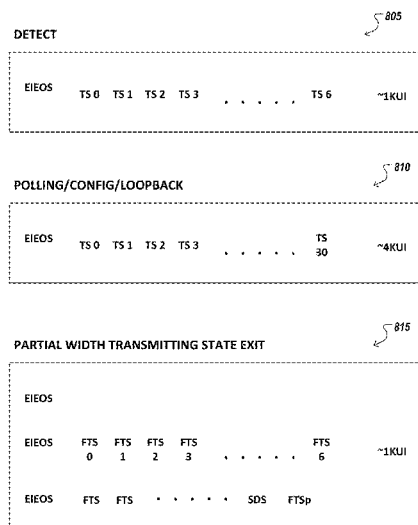 805
DETECT
EIEOS TS 0 TS 1 TS 2 TS 3 . . . . . TS 6 ~1KUI
810
POLLING/CONFIG/LOOPBACK
EIEOS TS 0 TS 1 TS 2 TS 3 . . . . . TS 30 ~4KUI
815
PARTIAL WIDTH TRANSMITTING STATE EXIT
EIEOS
EIEOS FTS 0 FTS 1 FTS 2 FTS 3 . . . . . FTS 6 ~1KUI
EIEOS FTS FTS . . . . . SDS FTSp